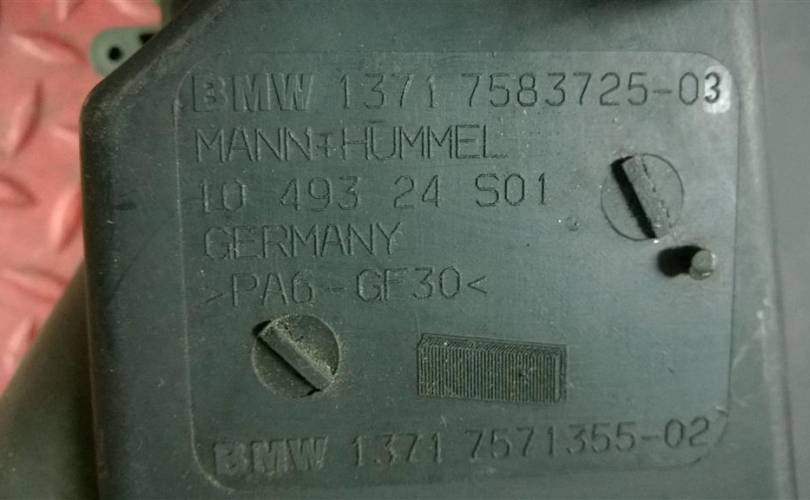 BMW 1371 7583725-03
MANN+HUMMEL
10 493 24 S01
GERMANY
>PA6-GF30<
BMW 1371 7571355-02